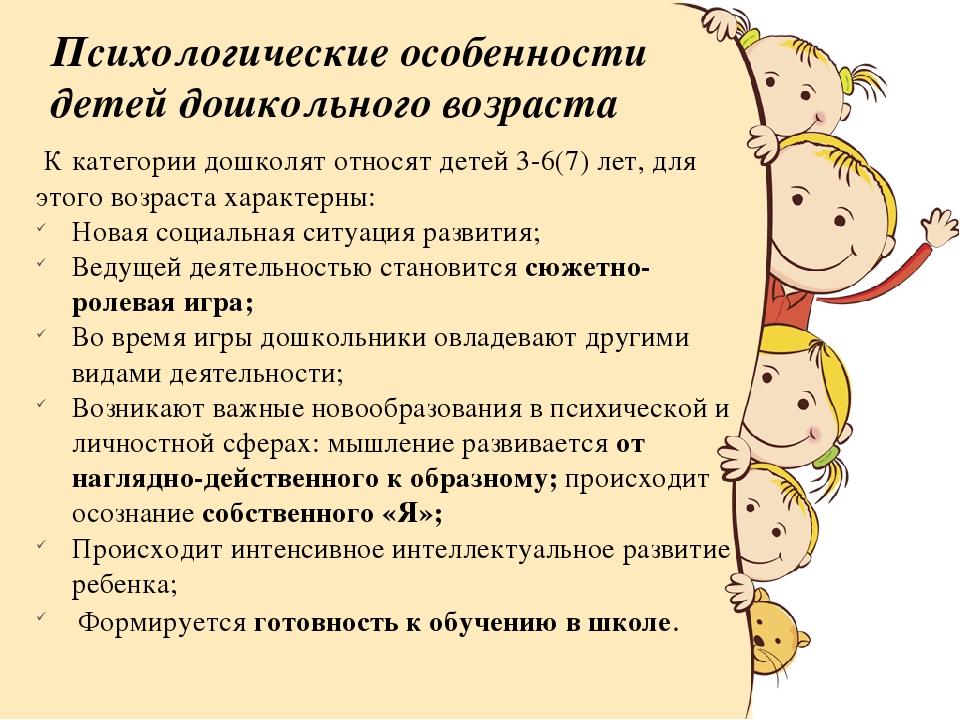 Психологические особенности
детей дошкольного возраста
К категории дошколят относят детей 3-6(7) лет, для
этого возраста характерны:
Новая социальная ситуация развития;
Ведущей деятельностью становится сюжетно-
ролевая игра;
Во время игры дошкольники овладевают другими
видами деятельности;
Возникают важные новообразования в психической и
личностной сферах: мышление развивается от
наглядно-действенного к образному; происходит
осознание собственного «Я»;
Происходит интенсивное интеллектуальное развитие
ребенка;
Формируется готовность к обучению в школе.